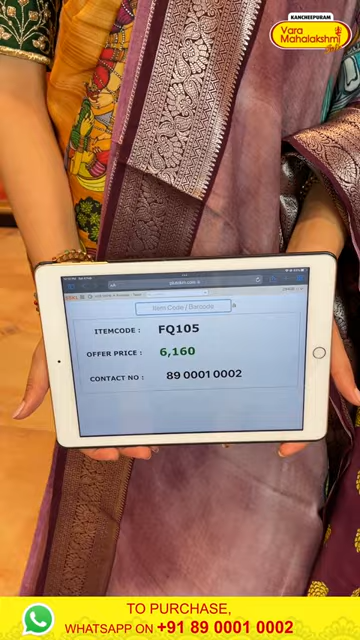 KANCHEEPURAM
Vara
Mahalakshmi
Item Code / Barcode
ITEMCODE : FQ105
OFFER PRICE : 6,160
CONTACT NO : 89 0001 0002
TO PURCHASE,
WHATSAPP ON +91 89 0001 0002